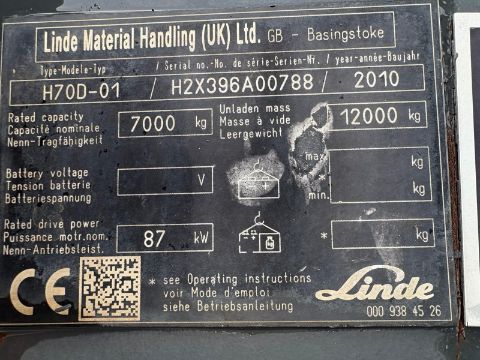 Linde Material Handling (UK) Ltd. GB - Basingstoke
Type-Modele-Typ / Serial no.-No. de série-Serien-Nr. / year-année-Baujahr
H70D-01 / H2X396A00788 / 2010
Rated capacity
Capacité nominale
Nenn-Tragfähigkeit
7000 kg
Unladen mass
Masse à vide
Leergewicht
12000 kg
Battery voltage
Tension batterie
Batteriespannung
V
max. kg
min. kg
Rated drive power
Puissance motr.nom.
Nenn-Antriebsleist.
87 kW
* kg
CE
* see Operating instructions
voir Mode d'emploi
siehe Betriebsanleitung
Linde
000 938 45 26